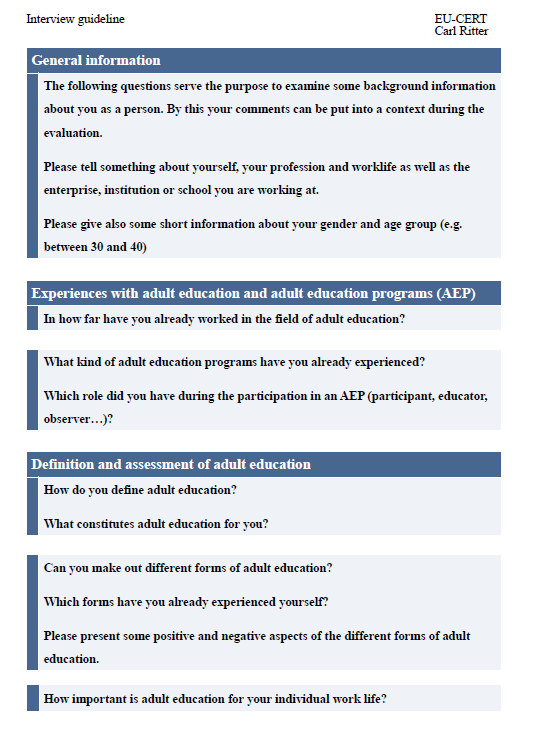 Interview guideline
EU-CERT
Carl Ritter
General information
The following questions serve the purpose to examine some background information
about you as a person. By this your comments can be put into a context during the
evaluation.
Please tell something about yourself, your profession and worklife as well as the
enterprise, institution or school you are working at.
Please give also some short information about your gender and age group (e.g.
between 30 and 40)
Experiences with adult education and adult education programs (AEP)
In how far have you already worked in the field of adult education?
What kind of adult education programs have you already experienced?
Which role did you have during the participation in an AEP (participant, educator,
observer…)?
Definition and assessment of adult education
How do you define adult education?
What constitutes adult education for you?
Can you make out different forms of adult education?
Which forms have you already experienced yourself?
Please present some positive and negative aspects of the different forms of adult
education.
How important is adult education for your individual work life?